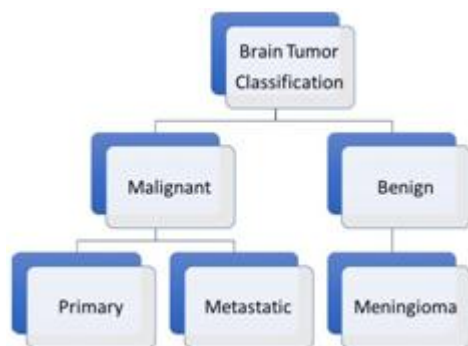 Brain Tumor
Classification
Malignant
Benign
Primary
Metastatic
Meningioma